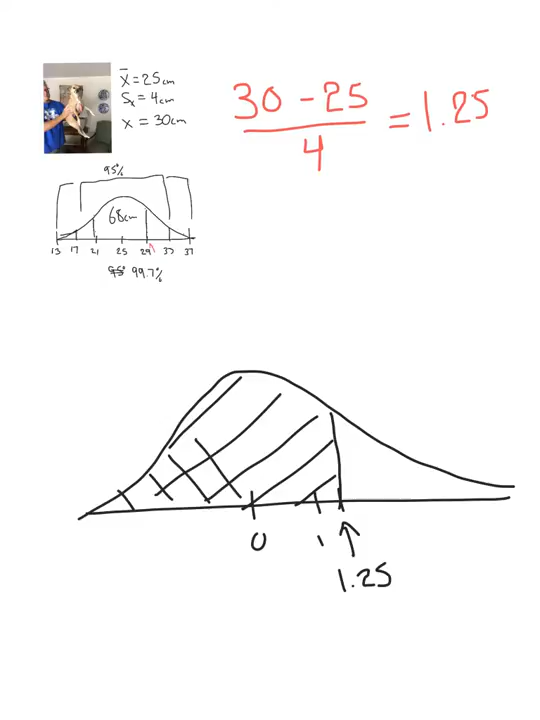 x̄ = 25cm
Sx = 4cm
x = 30cm
30 - 25
4
= 1.25
95%
68cm
13 17 21 25 29 33 37
99.7%
0 1
1.25